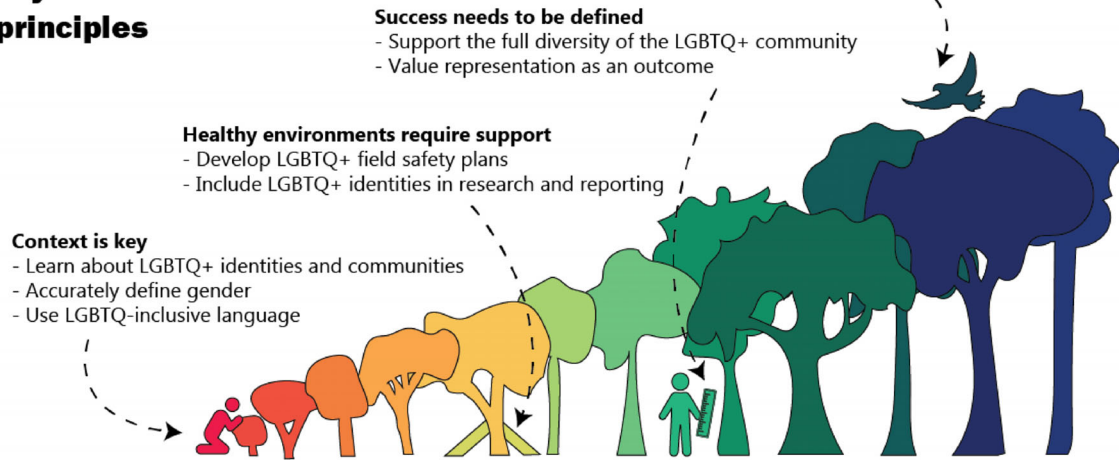 principles
Success needs to be defined
- Support the full diversity of the LGBTQ+ community
- Value representation as an outcome
Healthy environments require support
- Develop LGBTQ+ field safety plans
- Include LGBTQ+ identities in research and reporting
Context is key
- Learn about LGBTQ+ identities and communities
- Accurately define gender
- Use LGBTQ-inclusive language